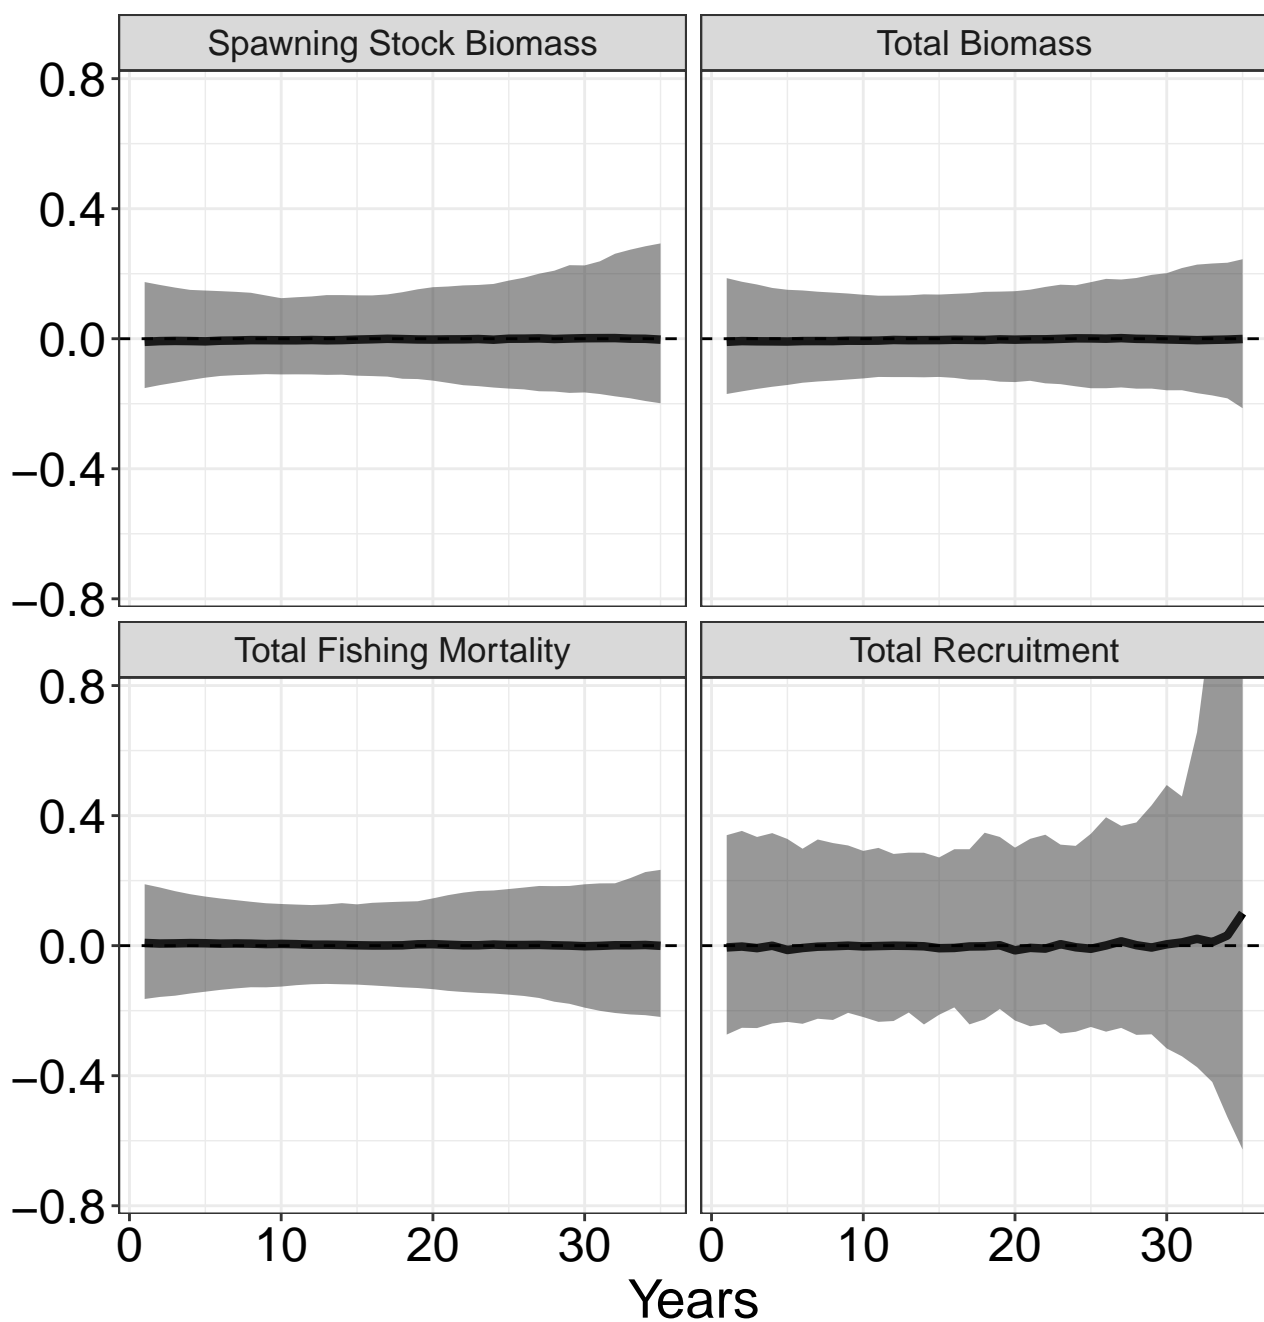 Spawning Stock Biomass
Total Biomass
0.8
0.4
0.0
−0.4
−0.8
Total Fishing Mortality
Total Recruitment
0.8
0.4
0.0
−0.4
−0.8
0 10 20 30
0 10 20 30
Years